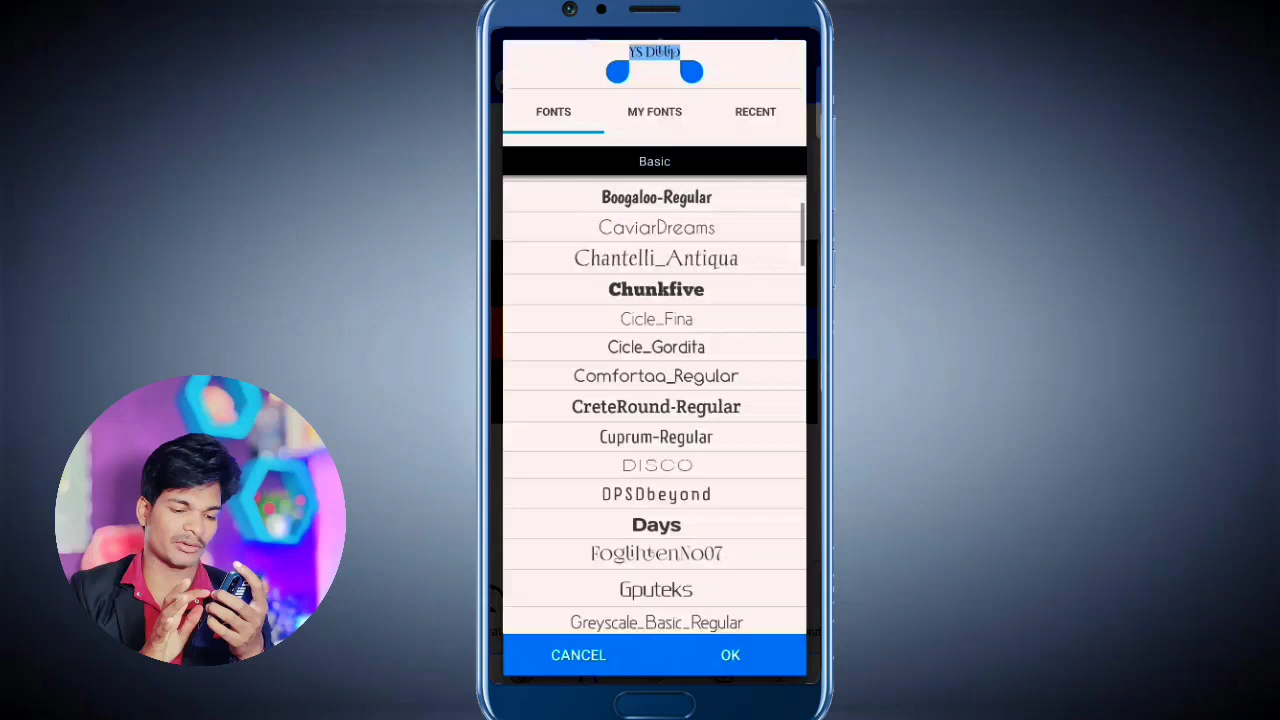 YS Dillip
FONTS MY FONTS RECENT
Basic
Boogaloo-Regular
CaviarDreams
Chantelli_Antiqua
Chunkfive
Cicle_Fina
Cicle_Gordita
Comfortaa_Regular
CreteRound-Regular
Cuprum-Regular
DISCO
DPSDbeyond
Days
FoglihtenNo07
Gputeks
Greyscale_Basic_Regular
CANCEL OK